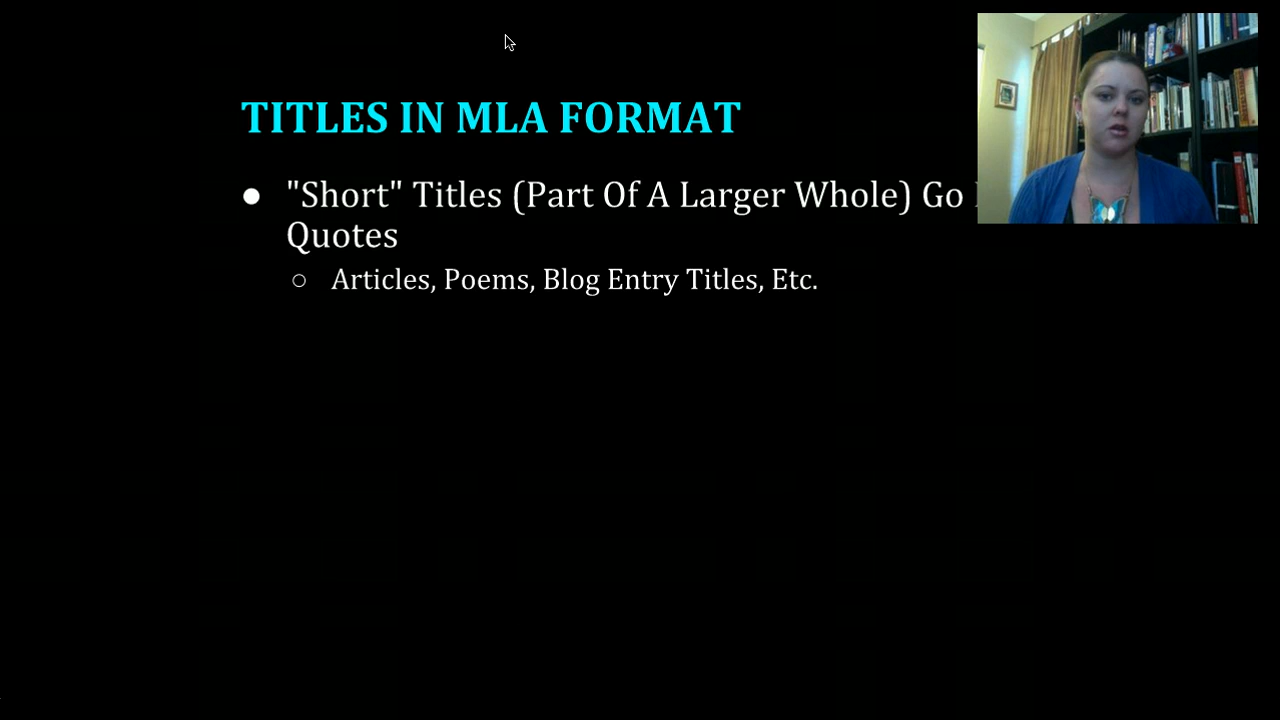 TITLES IN MLA FORMAT
● "Short" Titles (Part Of A Larger Whole) Go
Quotes
○ Articles, Poems, Blog Entry Titles, Etc.